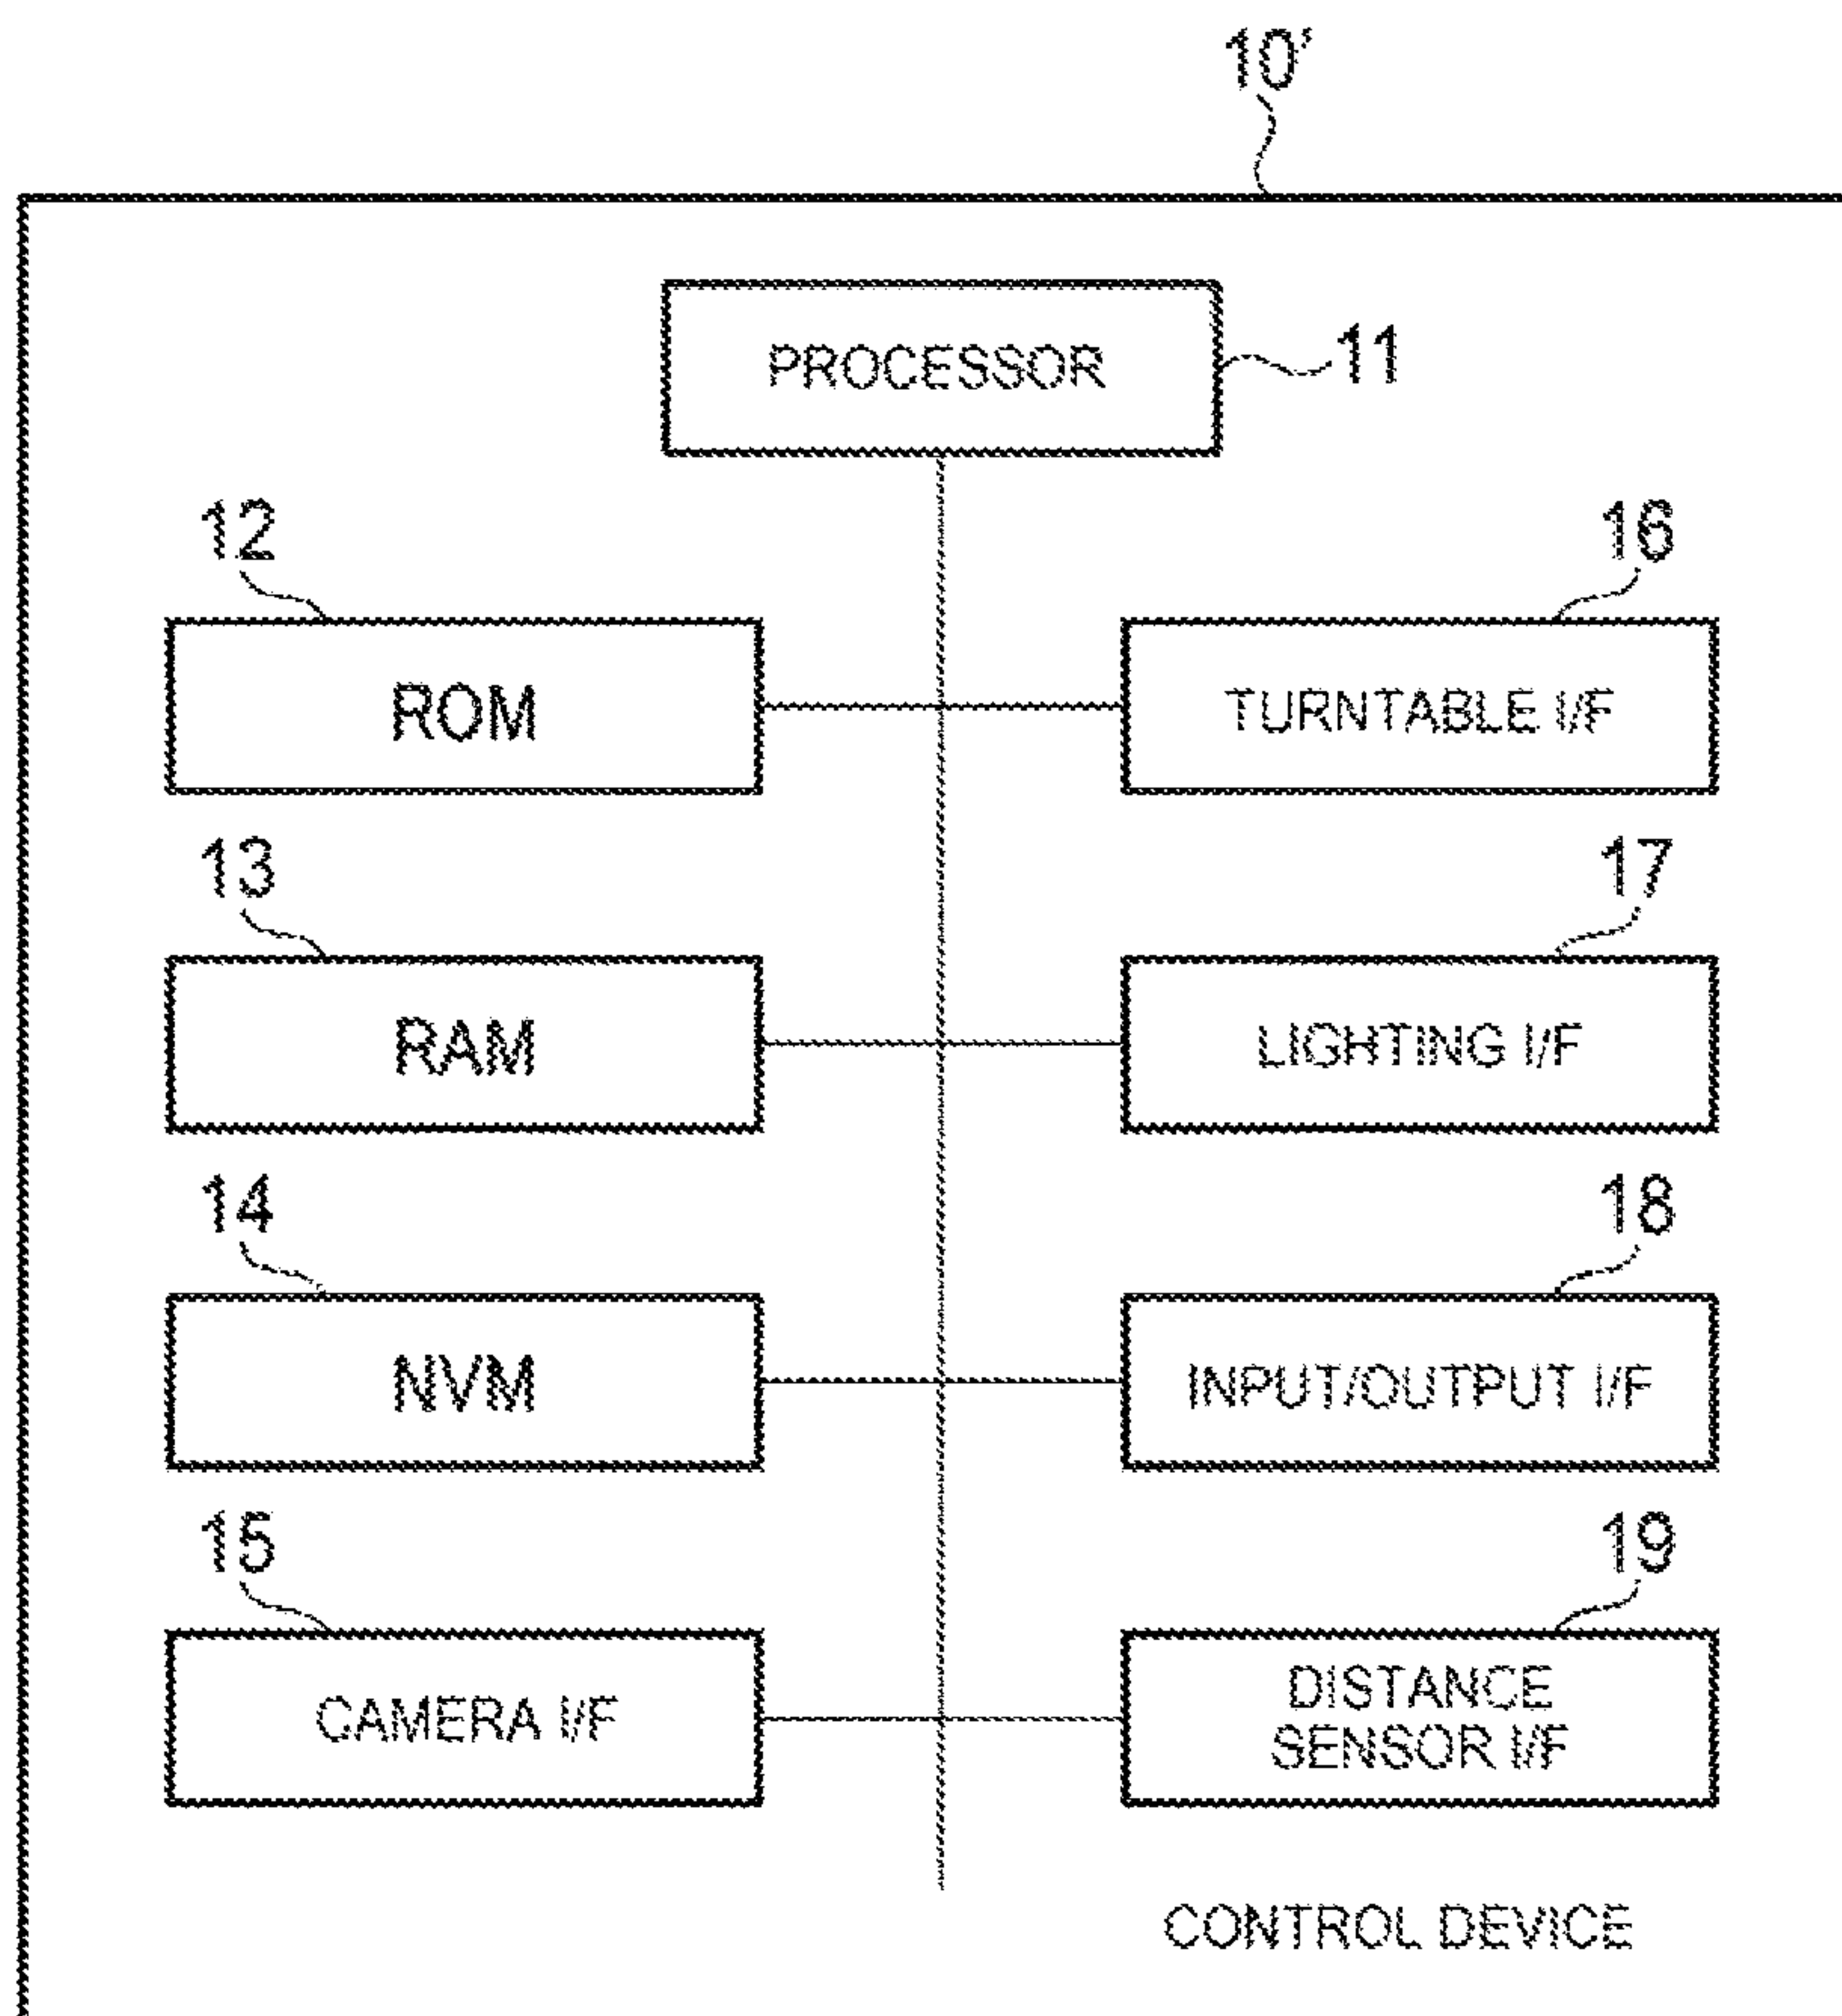 10′
PROCESSOR
11
12
16
ROM
TURNTABLE I/F
13
17
RAM
LIGHTING I/F
14
18
NVM
INPUT/OUTPUT I/F
15
19
CAMERA I/F
DISTANCE
SENSOR I/F
CONTROL DEVICE